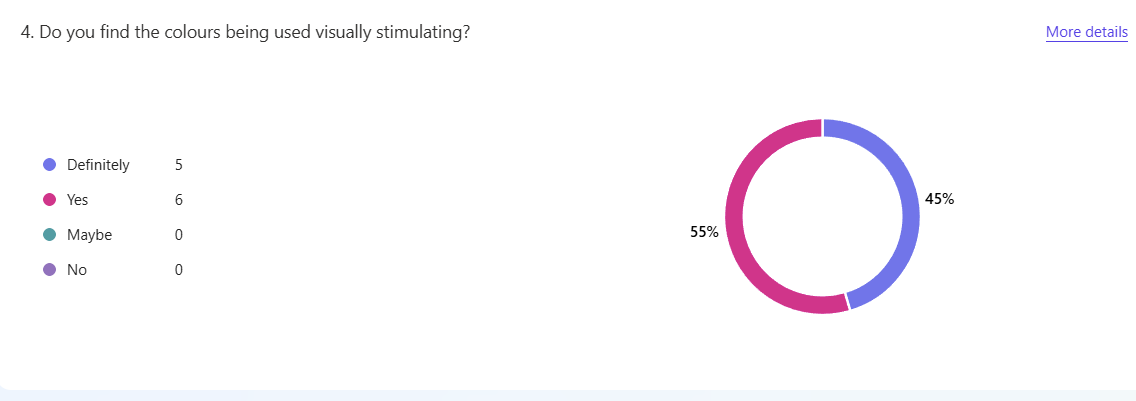 4. Do you find the colours being used visually stimulating?
More details
Definitely 5
Yes 6
Maybe 0
No 0
45%
55%